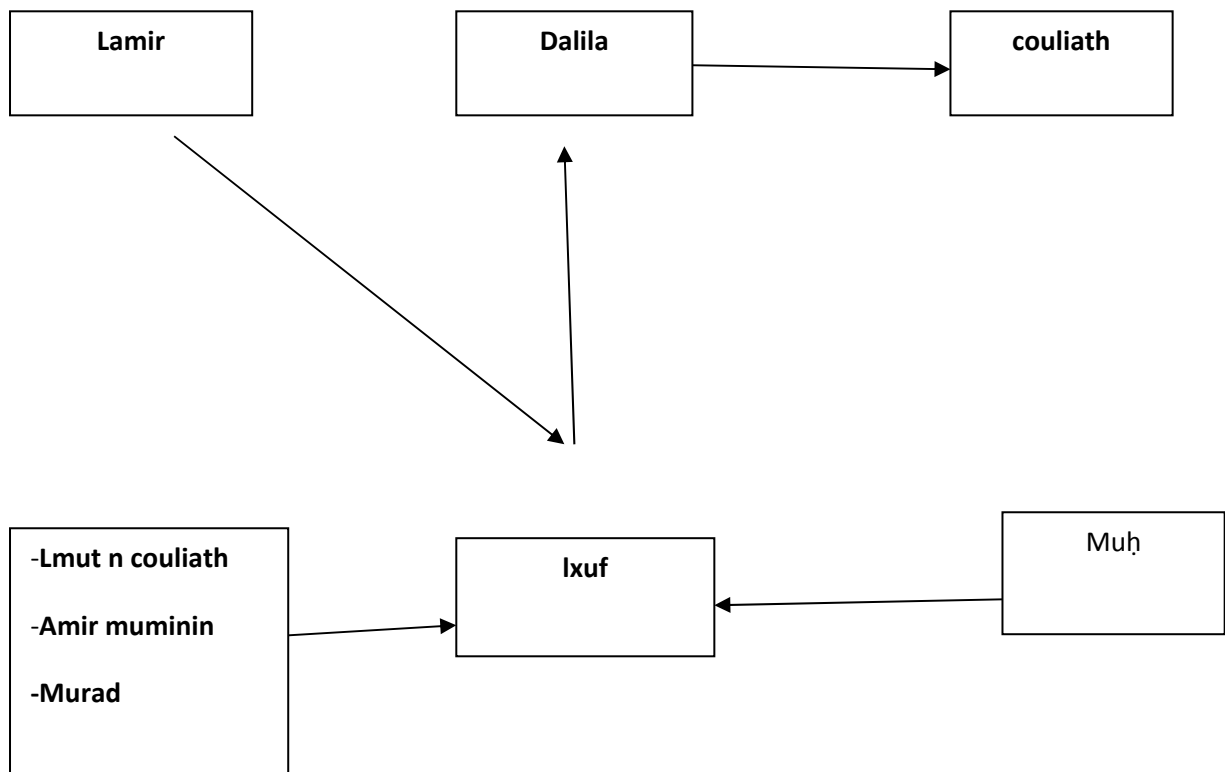 Lamir
Dalila
couliath
-Lmut n couliath
-Amir muminin
-Murad
lxuf
Muḥ